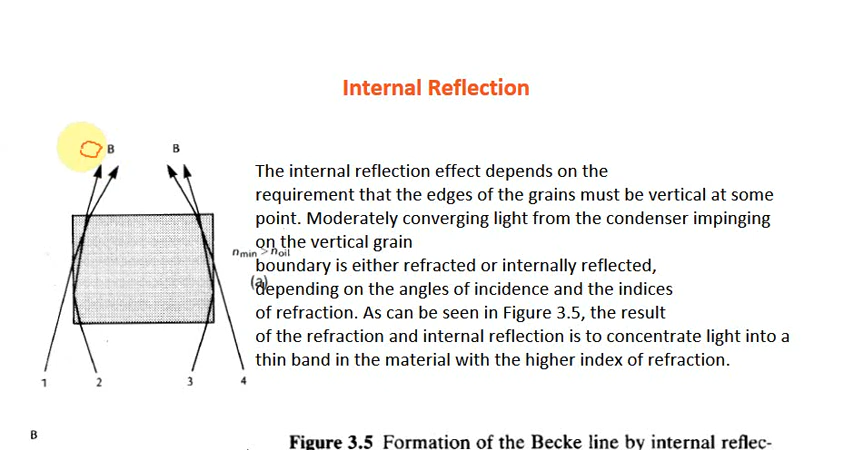 Internal Reflection
B B
The internal reflection effect depends on the
requirement that the edges of the grains must be vertical at some
point. Moderately converging light from the condenser impinging
on the vertical grain
nmin > noil
boundary is either refracted or internally reflected,
(a)
depending on the angles of incidence and the indices
of refraction. As can be seen in Figure 3.5, the result
of the refraction and internal reflection is to concentrate light into a
thin band in the material with the higher index of refraction.
1 2 3 4
B
Figure 3.5 Formation of the Becke line by internal reflec-